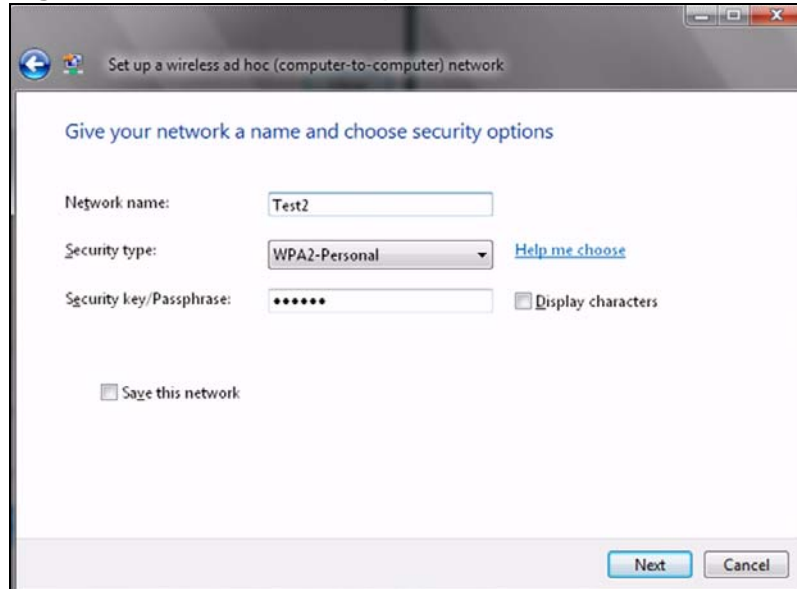 Set up a wireless ad hoc (computer-to-computer) network
Give your network a name and choose security options
Network name: Test2
Security type: WPA2-Personal Help me choose
Security key/Passphrase: •••••• Display characters
Save this network
Next Cancel